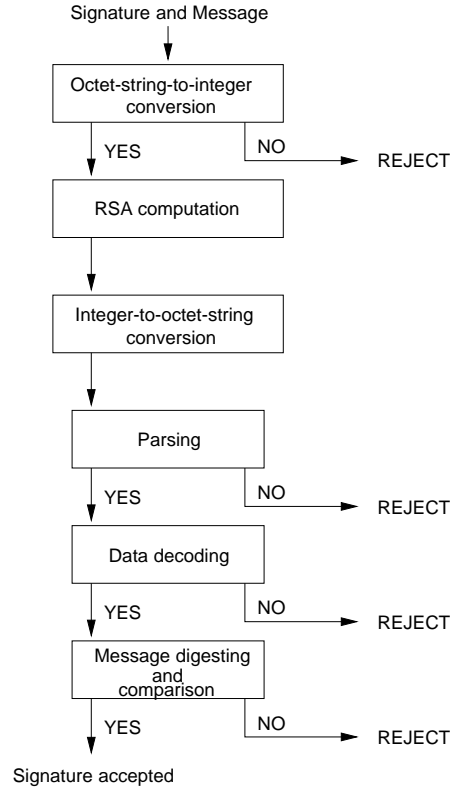 Signature and Message
Octet-string-to-integer
conversion
YES
NO
REJECT
RSA computation
Integer-to-octet-string
conversion
Parsing
YES
NO
REJECT
Data decoding
YES
NO
REJECT
Message digesting
and
comparison
YES
NO
REJECT
Signature accepted